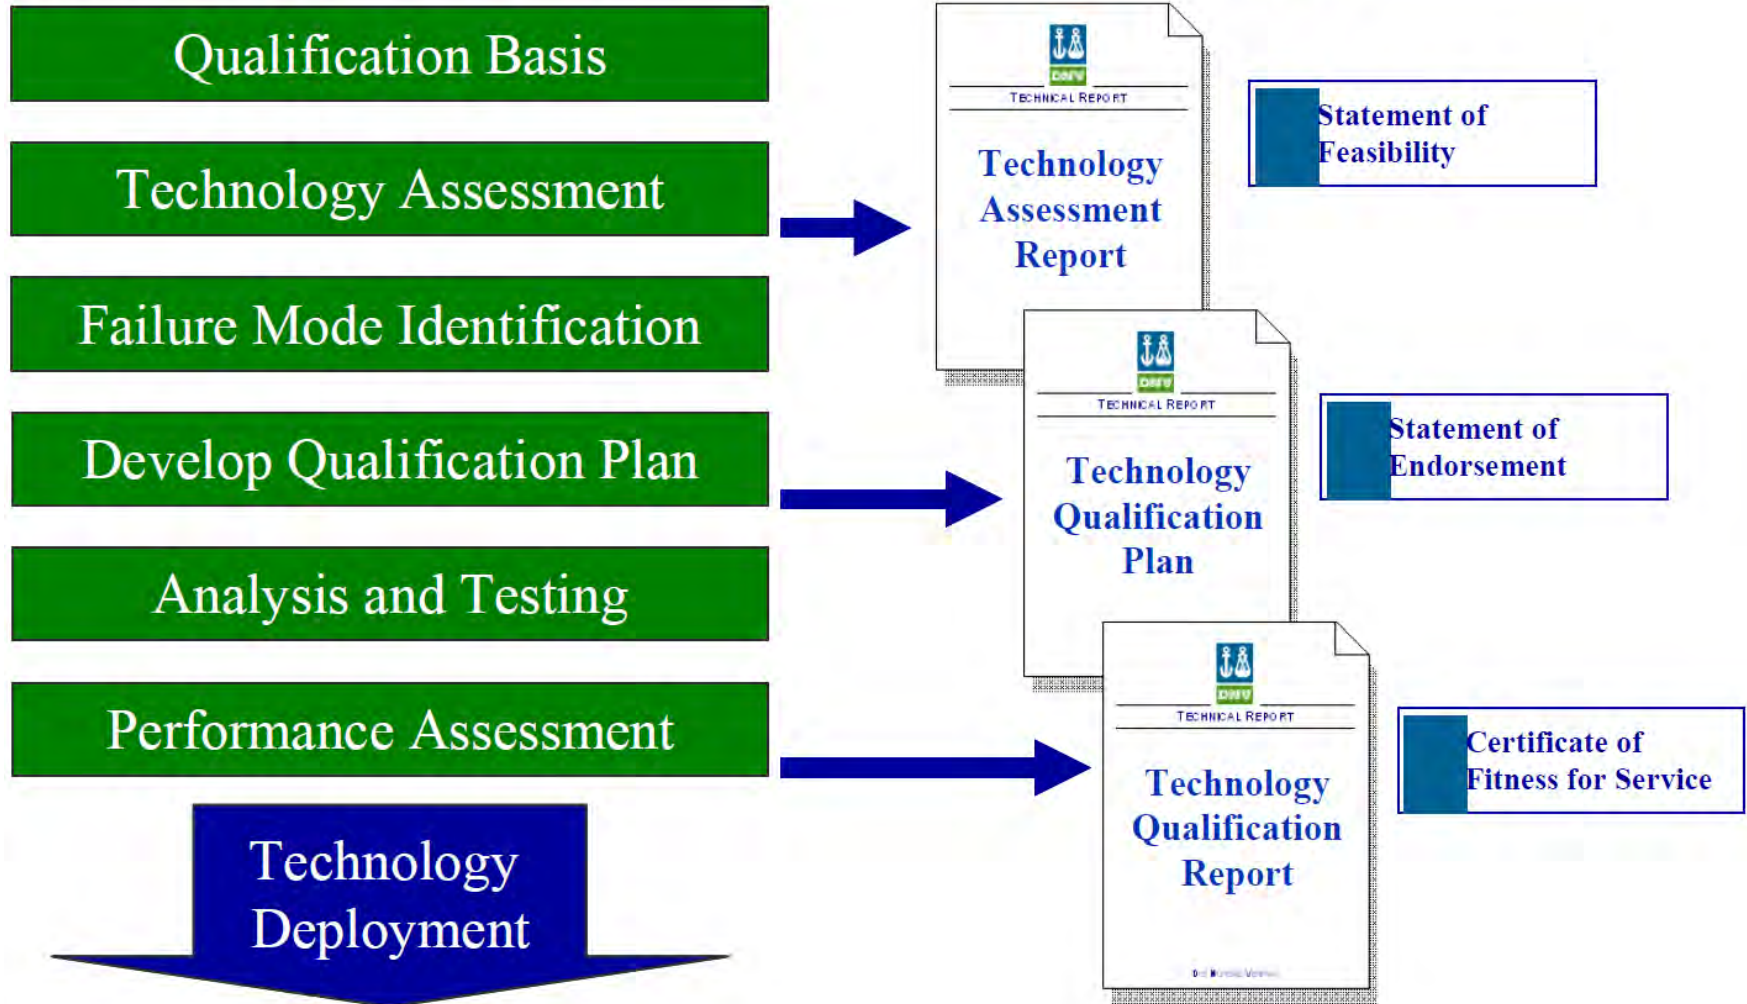 Qualification Basis
Technology Assessment
Failure Mode Identification
Develop Qualification Plan
Analysis and Testing
Performance Assessment
Technology
Deployment
DNV
TECHNICAL REPORT
Technology
Assessment
Report
Statement of
Feasibility
DNV
TECHNICAL REPORT
Technology
Qualification
Plan
Statement of
Endorsement
DNV
TECHNICAL REPORT
Technology
Qualification
Report
Certificate of
Fitness for Service